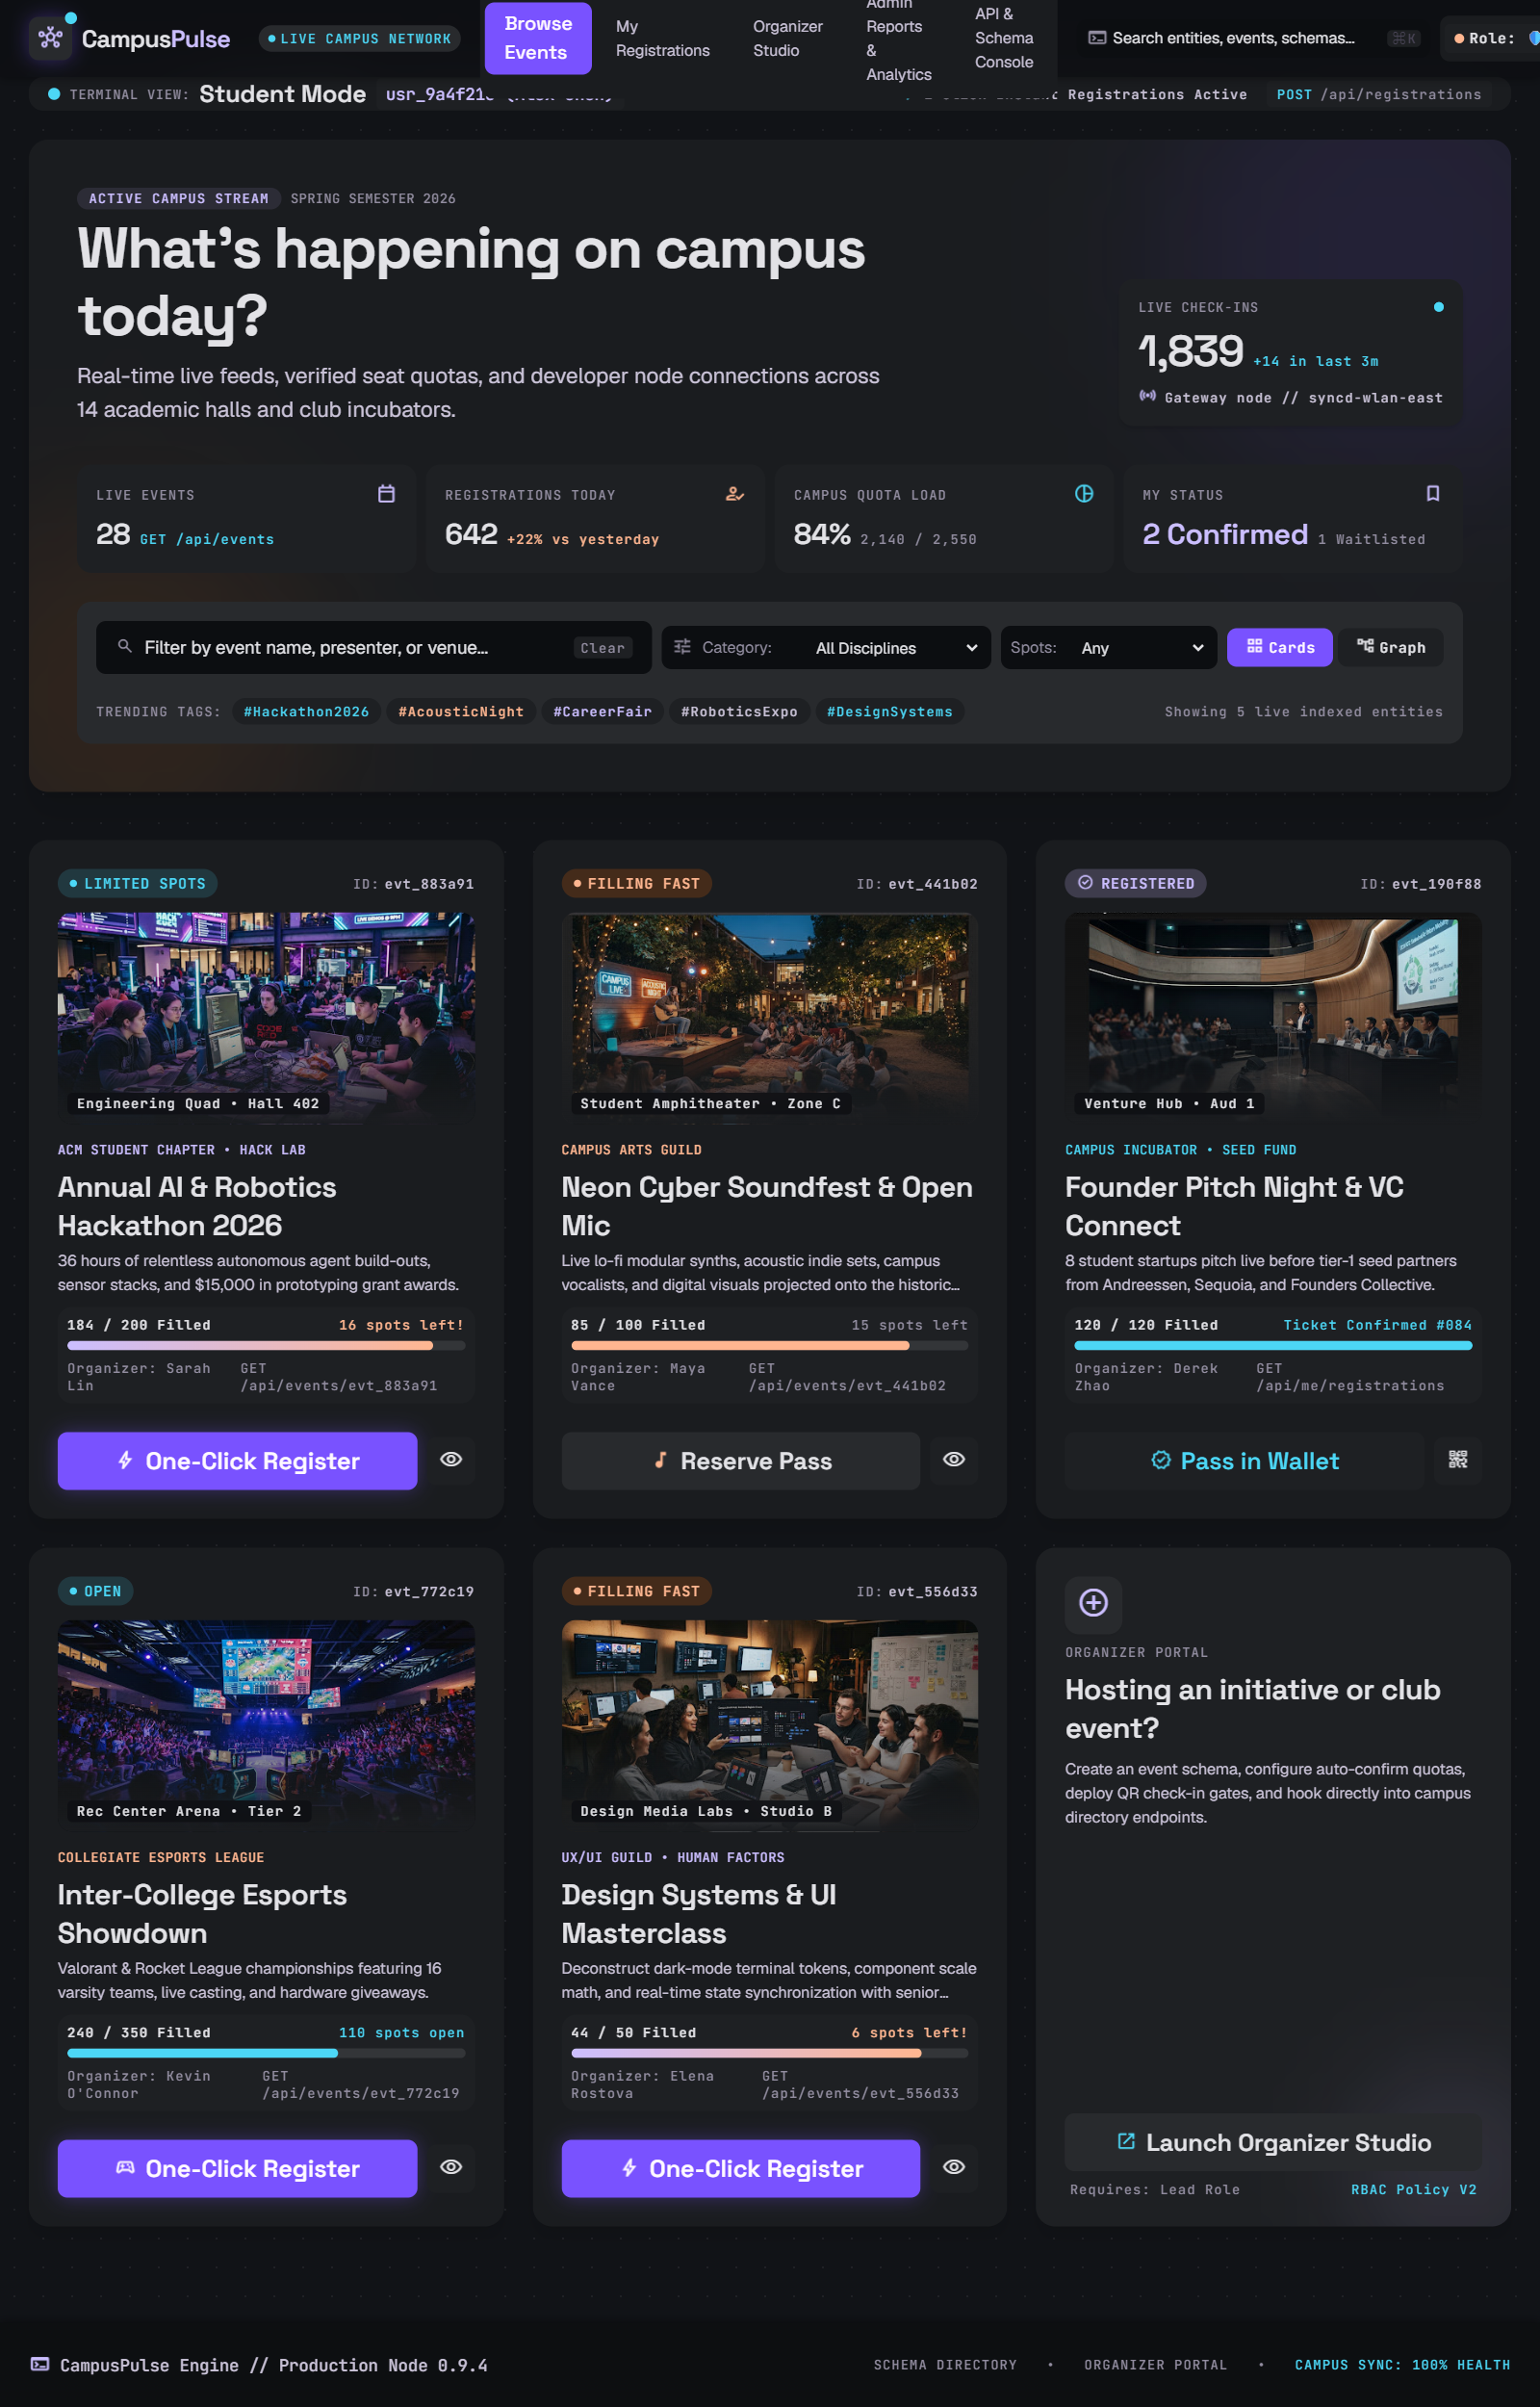 CampusPulse
LIVE CAMPUS NETWORK
Browse Events
My Registrations
Organizer Studio
Admin Reports & Analytics
API & Schema Console
Search entities, events, schemas...
⌘K
Role:
TERMINAL VIEW: Student Mode
Registrations Active
POST /api/registrations
ACTIVE CAMPUS STREAM SPRING SEMESTER 2026
What's happening on campus
today?
Real-time live feeds, verified seat quotas, and developer node connections across
14 academic halls and club incubators.
LIVE CHECK-INS
1,839 +14 in last 3m
Gateway node // syncd-wlan-east
LIVE EVENTS
28 GET /api/events
REGISTRATIONS TODAY
642 +22% vs yesterday
CAMPUS QUOTA LOAD
84% 2,140 / 2,550
MY STATUS
2 Confirmed 1 Waitlisted
Filter by event name, presenter, or venue... Clear
Category: All Disciplines
Spots: Any
Cards
Graph
TRENDING TAGS: #Hackathon2026 #AcousticNight #CareerFair #RoboticsExpo #DesignSystems
Showing 5 live indexed entities
LIMITED SPOTS
ID: evt_883a91
Engineering Quad • Hall 402
ACM STUDENT CHAPTER • HACK LAB
Annual AI & Robotics
Hackathon 2026
36 hours of relentless autonomous agent build-outs,
sensor stacks, and $15,000 in prototyping grant awards.
184 / 200 Filled 16 spots left!
Organizer: Sarah Lin
GET /api/events/evt_883a91
One-Click Register
FILLING FAST
ID: evt_441b02
CAMPUS LIVE
ACOUSTIC NIGHT
Student Amphitheater • Zone C
CAMPUS ARTS GUILD
Neon Cyber Soundfest & Open
Mic
Live lo-fi modular synths, acoustic indie sets, campus
vocalists, and digital visuals projected onto the historic...
85 / 100 Filled 15 spots left
Organizer: Maya Vance
GET /api/events/evt_441b02
Reserve Pass
REGISTERED
ID: evt_190f88
Venture Hub • Aud 1
CAMPUS INCUBATOR • SEED FUND
Founder Pitch Night & VC
Connect
8 student startups pitch live before tier-1 seed partners
from Andreessen, Sequoia, and Founders Collective.
120 / 120 Filled Ticket Confirmed #084
Organizer: Derek Zhao
GET /api/me/registrations
Pass in Wallet
OPEN
ID: evt_772c19
Rec Center Arena • Tier 2
COLLEGIATE ESPORTS LEAGUE
Inter-College Esports
Showdown
Valorant & Rocket League championships featuring 16
varsity teams, live casting, and hardware giveaways.
240 / 350 Filled 110 spots open
Organizer: Kevin O'Connor
GET /api/events/evt_772c19
One-Click Register
FILLING FAST
ID: evt_556d33
Design Media Labs • Studio B
UX/UI GUILD • HUMAN FACTORS
Design Systems & UI
Masterclass
Deconstruct dark-mode terminal tokens, component scale
math, and real-time state synchronization with senior...
44 / 50 Filled 6 spots left!
Organizer: Elena Rostova
GET /api/events/evt_556d33
One-Click Register
ORGANIZER PORTAL
Hosting an initiative or club
event?
Create an event schema, configure auto-confirm quotas,
deploy QR check-in gates, and hook directly into campus
directory endpoints.
Launch Organizer Studio
Requires: Lead Role RBAC Policy V2
CampusPulse Engine // Production Node 0.9.4
SCHEMA DIRECTORY • ORGANIZER PORTAL • CAMPUS SYNC: 100% HEALTH